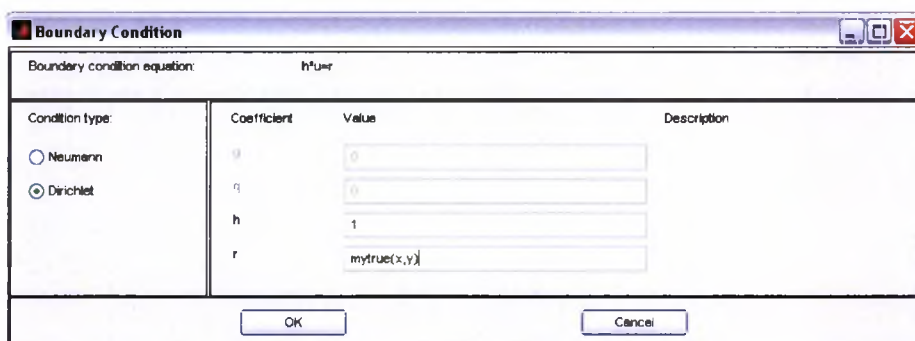 Boundary Condition
Boundary condition equation: h*u=r
Condition type: Coefficient Value Description
Neumann g 0
Dirichlet q 0
h 1
r mytrue(x,y)
OK Cancel